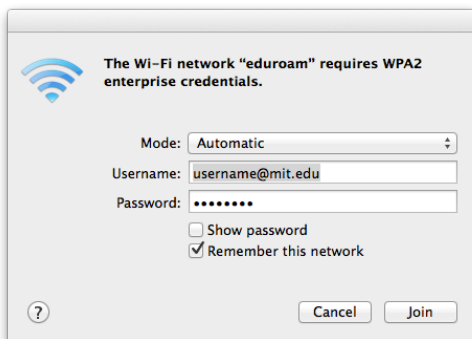 The Wi-Fi network “eduroam” requires WPA2
enterprise credentials.
Mode: Automatic
Username: username@mit.edu
Password: ••••••••
Show password
Remember this network
? Cancel Join